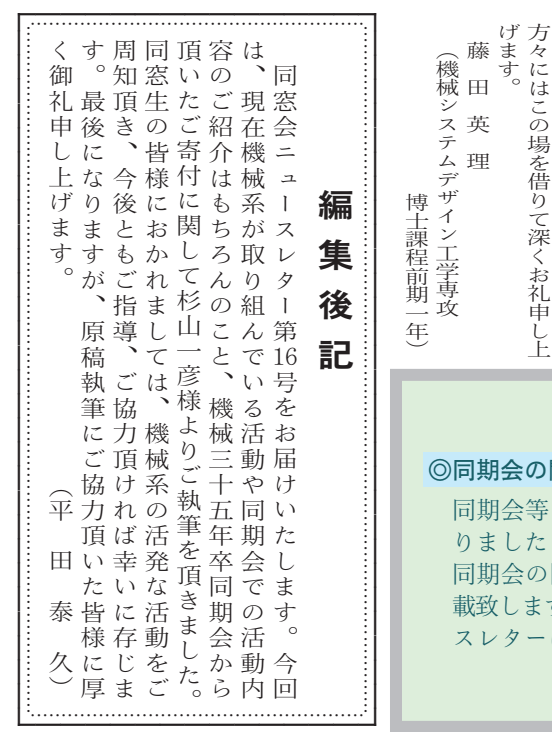 方々にはこの場を借りて深くお礼申し上
げます。
藤田英理
（機械システムデザイン工学専攻
博士課程前期一年）
編集後記
同窓会ニュースレター第16号をお届けいたします。今回
は、現在機械系が取り組んでいる活動や同期会での活動内
容のご紹介はもちろんのこと、機械三十五年卒同期会から
頂いたご寄付に関して杉山一彦様よりご執筆を頂きました。
同窓生の皆様におかれましては、機械系の活発な活動をご
周知頂き、今後ともご指導、ご協力頂ければ幸いに存じま
す。最後になりますが、原稿執筆にご協力頂いた皆様に厚
く御礼申し上げます。
（平田泰久）
◎同期会の
同期会等
りました
同期会の
載致します
スレター